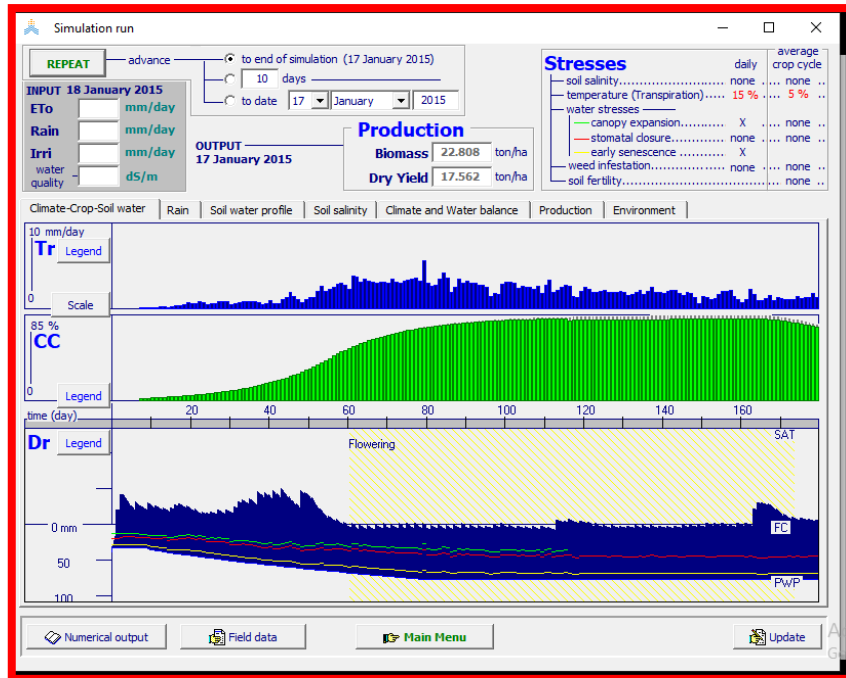 Simulation run
REPEAT
advance
to end of simulation (17 January 2015)
10 days
to date 17 January 2015
INPUT 18 January 2015
ETo mm/day
Rain mm/day
Irri mm/day
water quality dS/m
OUTPUT
17 January 2015
Production
Biomass 22.808 ton/ha
Dry Yield 17.562 ton/ha
Stresses daily average crop cycle
soil salinity.................... none .... none ..
temperature (Transpiration)..... 15 % .... 5 % ..
water stresses
canopy expansion............... X .... none ..
stomatal closure............... none .... none ..
early senescence ........... X
weed infestation.................. none .... none ..
soil fertility.................................... none ..
Climate-Crop-Soil water Rain Soil water profile Soil salinity Climate and Water balance Production Environment
10 mm/day
Tr Legend
0
Scale
85 %
CC
0
Legend
time (day) 20 40 60 80 100 120 140 160
Dr Legend
Flowering
SAT
0 mm
FC
50
PWP
100
Numerical output Field data Main Menu Update